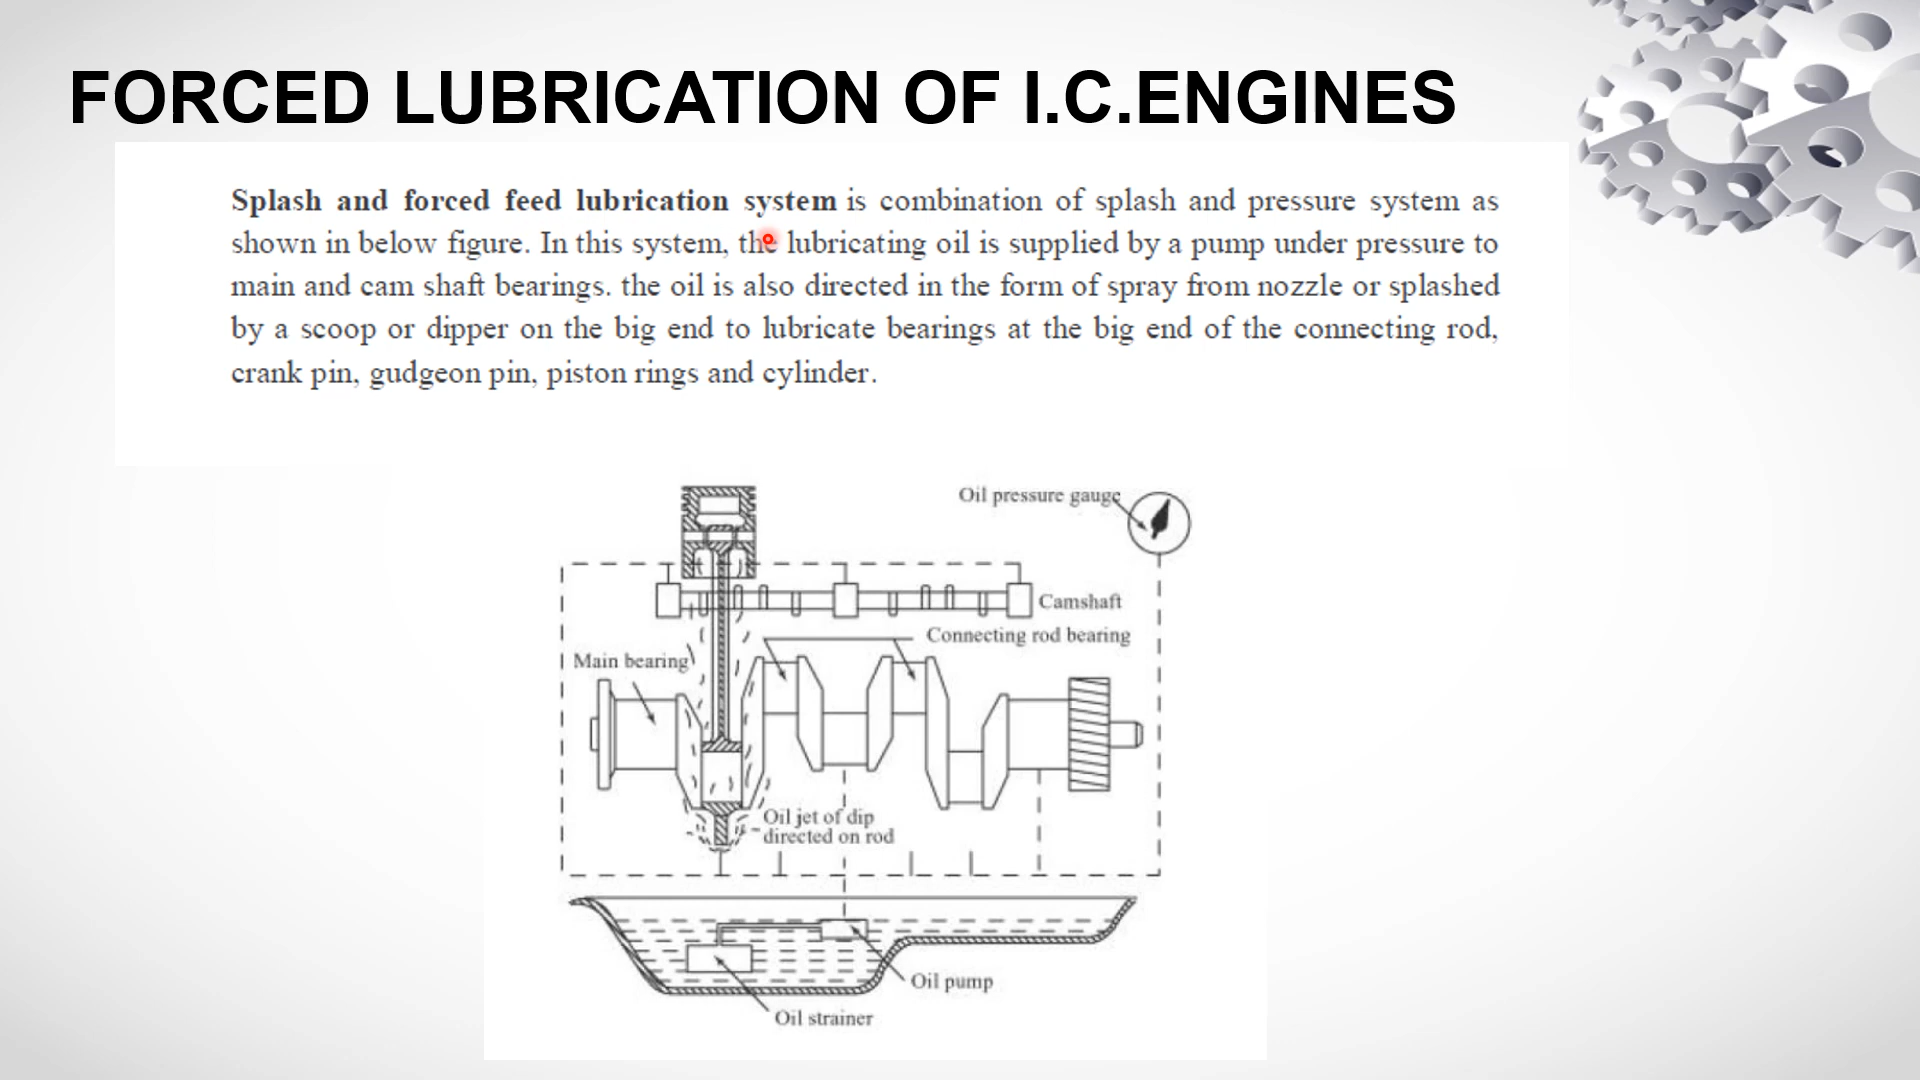 FORCED LUBRICATION OF I.C.ENGINES
Splash and forced feed lubrication system is combination of splash and pressure system as
shown in below figure. In this system, the lubricating oil is supplied by a pump under pressure to
main and cam shaft bearings. the oil is also directed in the form of spray from nozzle or splashed
by a scoop or dipper on the big end to lubricate bearings at the big end of the connecting rod,
crank pin, gudgeon pin, piston rings and cylinder.
Oil pressure gauge
Camshaft
Connecting rod bearing
Main bearing
Oil jet of dip
directed on rod
Oil pump
Oil strainer